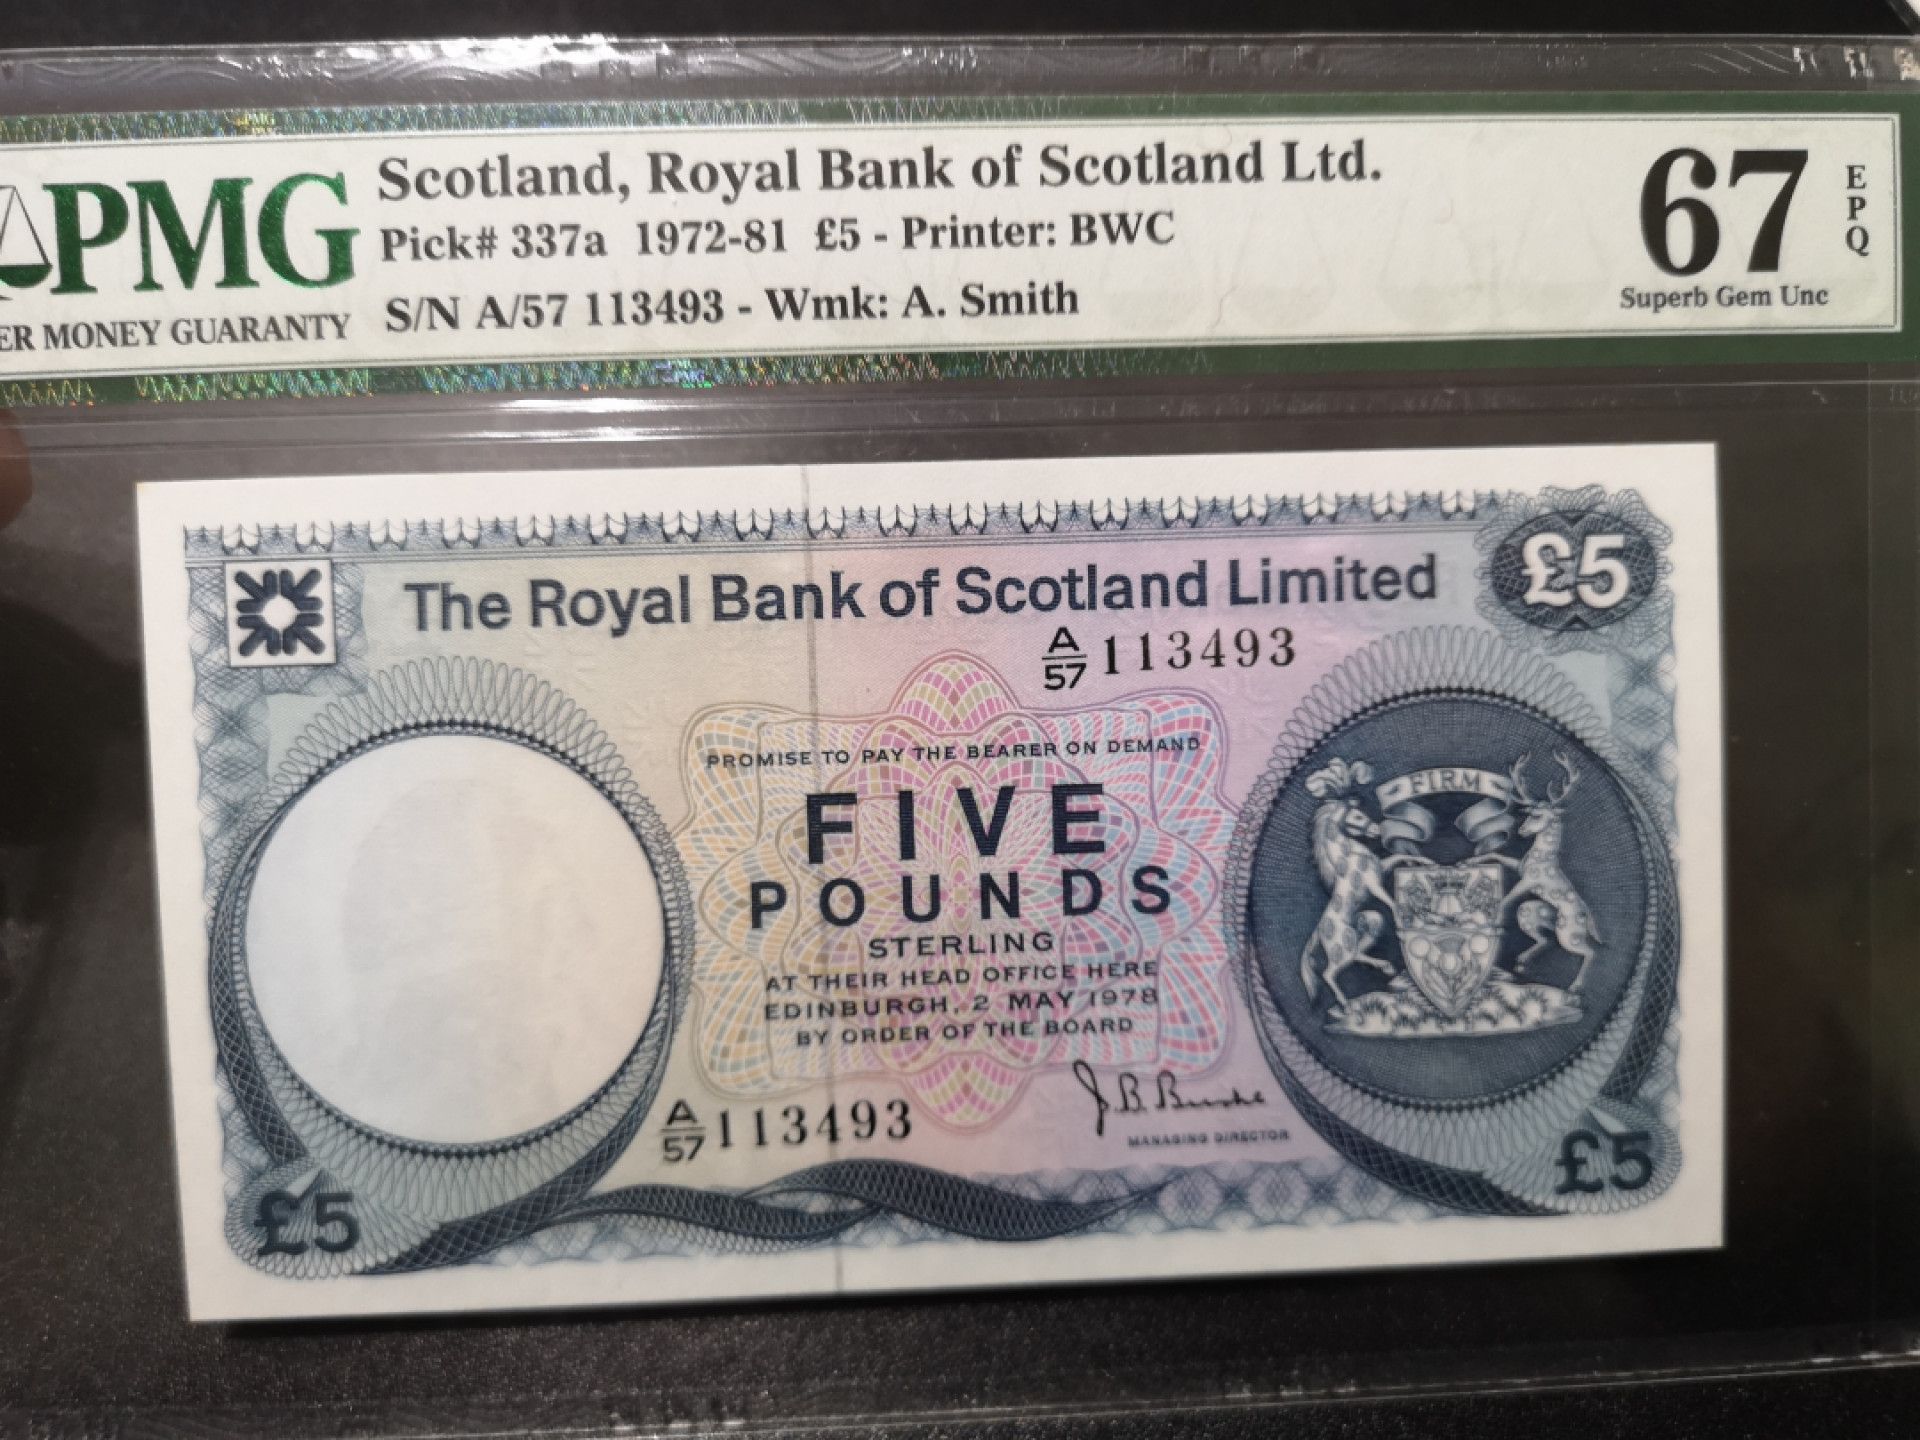 PMG
ER MONEY GUARANTY
Scotland, Royal Bank of Scotland Ltd.
Pick# 337a 1972-81 £5 - Printer: BWC
S/N A/57 113493 - Wmk: A. Smith
67
EPQ
Superb Gem Unc
The Royal Bank of Scotland Limited
£5
A/57 113493
PROMISE TO PAY THE BEARER ON DEMAND
FIVE
POUNDS
STERLING
AT THEIR HEAD OFFICE HERE
EDINBURGH, 2 MAY 1978
BY ORDER OF THE BOARD
FIRM
A/57 113493
J. B. Burke
MANAGING DIRECTOR
£5
£5